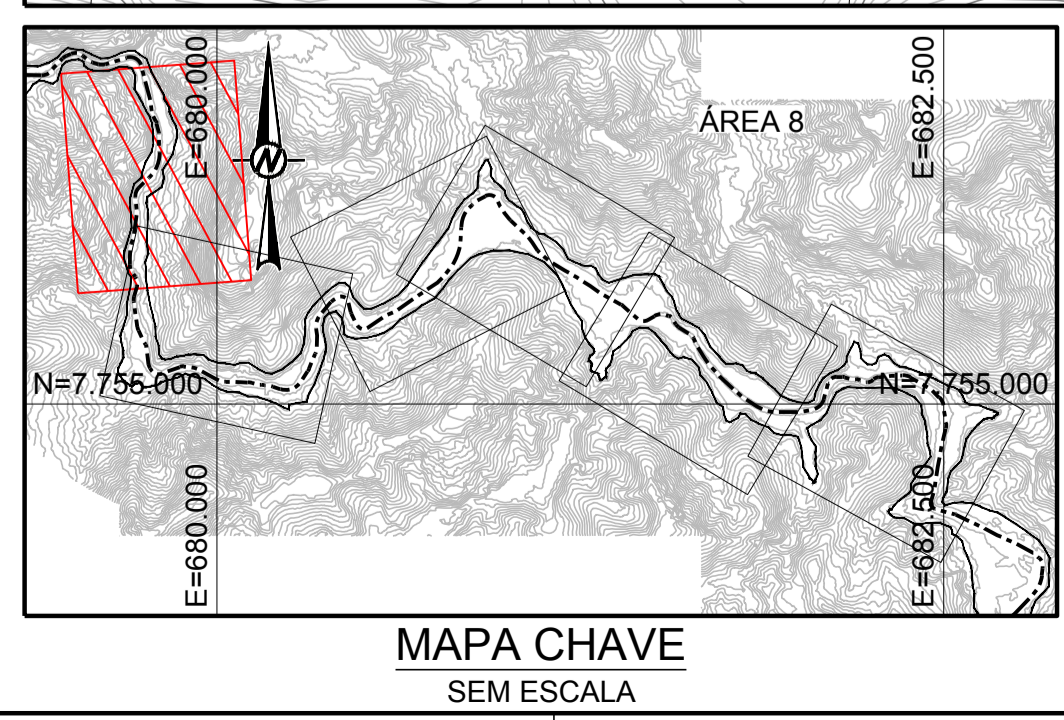 E=680.000
E=682.500
ÁREA 8
N
N=7.755.000
N=7.755.000
E=680.000
E=682.500
MAPA CHAVE
SEM ESCALA